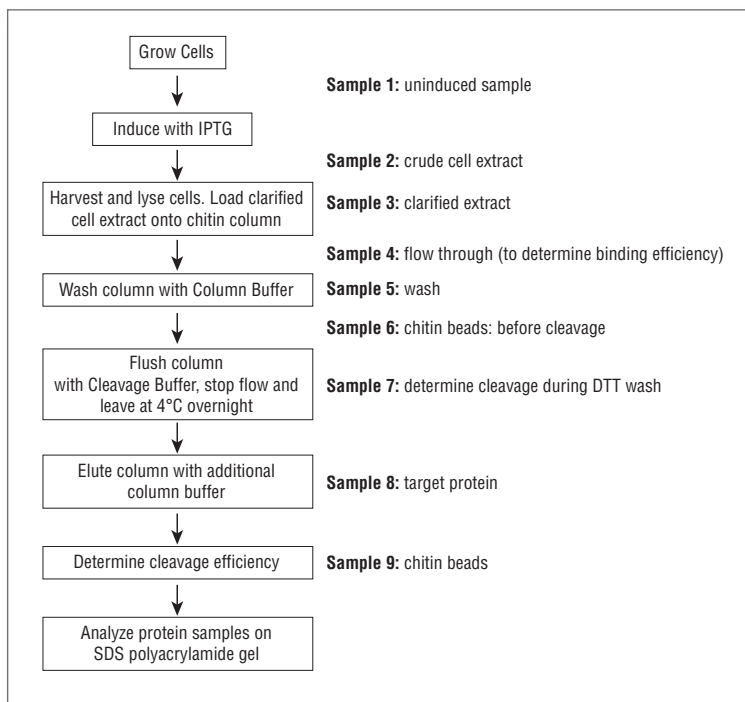 Grow Cells
Sample 1: uninduced sample
Induce with IPTG
Sample 2: crude cell extract
Harvest and lyse cells. Load clarified
cell extract onto chitin column
Sample 3: clarified extract
Sample 4: flow through (to determine binding efficiency)
Wash column with Column Buffer
Sample 5: wash
Sample 6: chitin beads: before cleavage
Flush column
with Cleavage Buffer, stop flow and
leave at 4°C overnight
Sample 7: determine cleavage during DTT wash
Elute column with additional
column buffer
Sample 8: target protein
Determine cleavage efficiency
Sample 9: chitin beads
Analyze protein samples on
SDS polyacrylamide gel